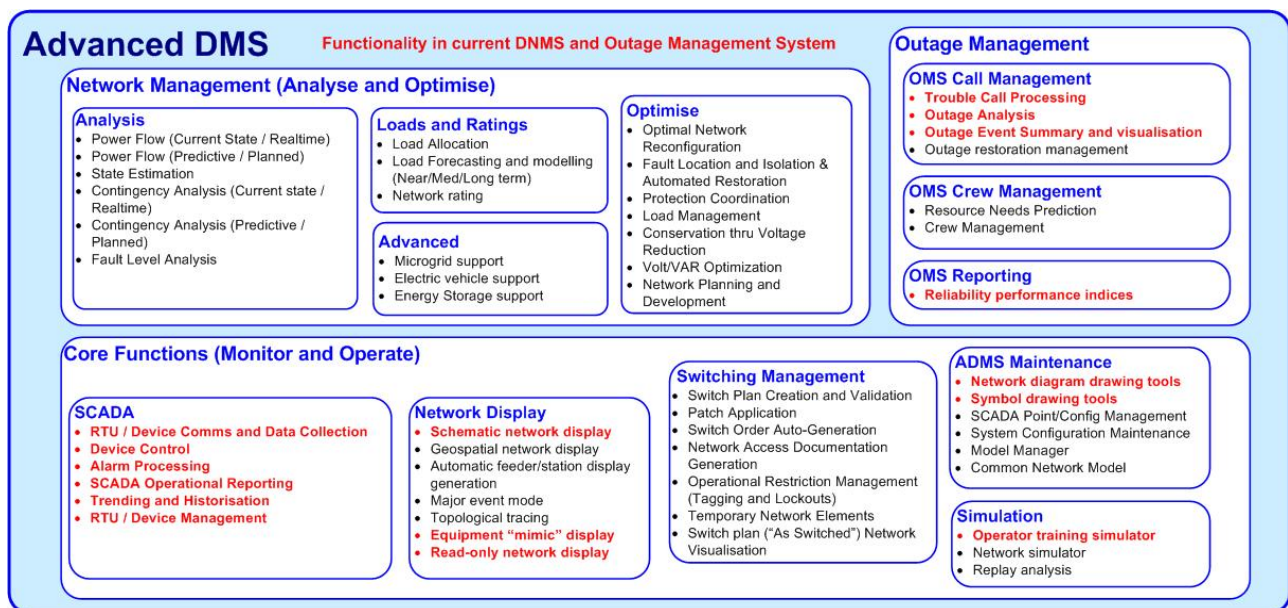 Advanced DMS
Functionality in current DNMS and Outage Management System
Network Management (Analyse and Optimise)
Analysis
• Power Flow (Current State / Realtime)
• Power Flow (Predictive / Planned)
• State Estimation
• Contingency Analysis (Current state /
Realtime)
• Contingency Analysis (Predictive /
Planned)
• Fault Level Analysis
Loads and Ratings
• Load Allocation
• Load Forecasting and modelling
(Near/Med/Long term)
• Network rating
Advanced
• Microgrid support
• Electric vehicle support
• Energy Storage support
Optimise
• Optimal Network
Reconfiguration
• Fault Location and Isolation &
Automated Restoration
• Protection Coordination
• Load Management
• Conservation thru Voltage
Reduction
• Volt/VAR Optimization
• Network Planning and
Development
Outage Management
OMS Call Management
• Trouble Call Processing
• Outage Analysis
• Outage Event Summary and visualisation
• Outage restoration management
OMS Crew Management
• Resource Needs Prediction
• Crew Management
OMS Reporting
• Reliability performance indices
Core Functions (Monitor and Operate)
SCADA
• RTU / Device Comms and Data Collection
• Device Control
• Alarm Processing
• SCADA Operational Reporting
• Trending and Historisation
• RTU / Device Management
Network Display
• Schematic network display
• Geospatial network display
• Automatic feeder/station display
generation
• Major event mode
• Topological tracing
• Equipment “mimic” display
• Read-only network display
Switching Management
• Switch Plan Creation and Validation
• Patch Application
• Switch Order Auto-Generation
• Network Access Documentation
Generation
• Operational Restriction Management
(Tagging and Lockouts)
• Temporary Network Elements
• Switch plan (“As Switched”) Network
Visualisation
ADMS Maintenance
• Network diagram drawing tools
• Symbol drawing tools
• SCADA Point/Config Management
• System Configuration Maintenance
• Model Manager
• Common Network Model
Simulation
• Operator training simulator
• Network simulator
• Replay analysis